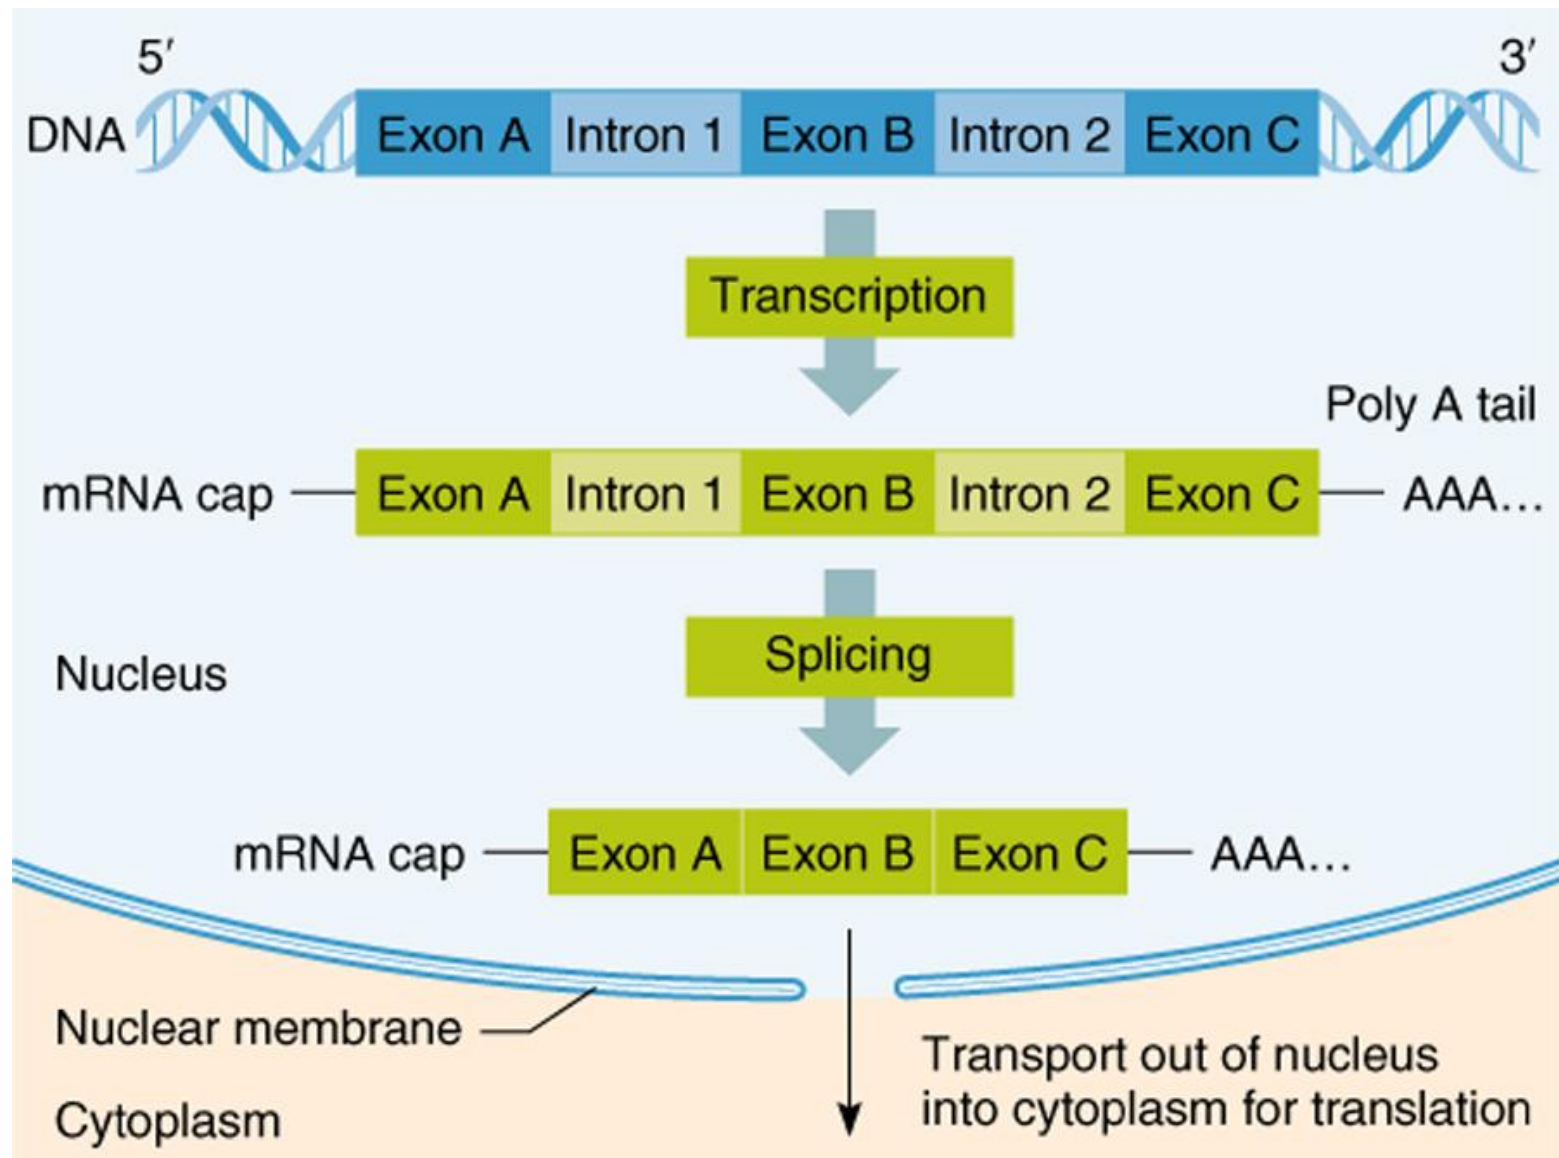 5′ 3′
DNA Exon A Intron 1 Exon B Intron 2 Exon C
Transcription
Poly A tail
mRNA cap Exon A Intron 1 Exon B Intron 2 Exon C AAA...
Splicing
Nucleus
mRNA cap Exon A Exon B Exon C AAA...
Nuclear membrane
Transport out of nucleus
into cytoplasm for translation
Cytoplasm